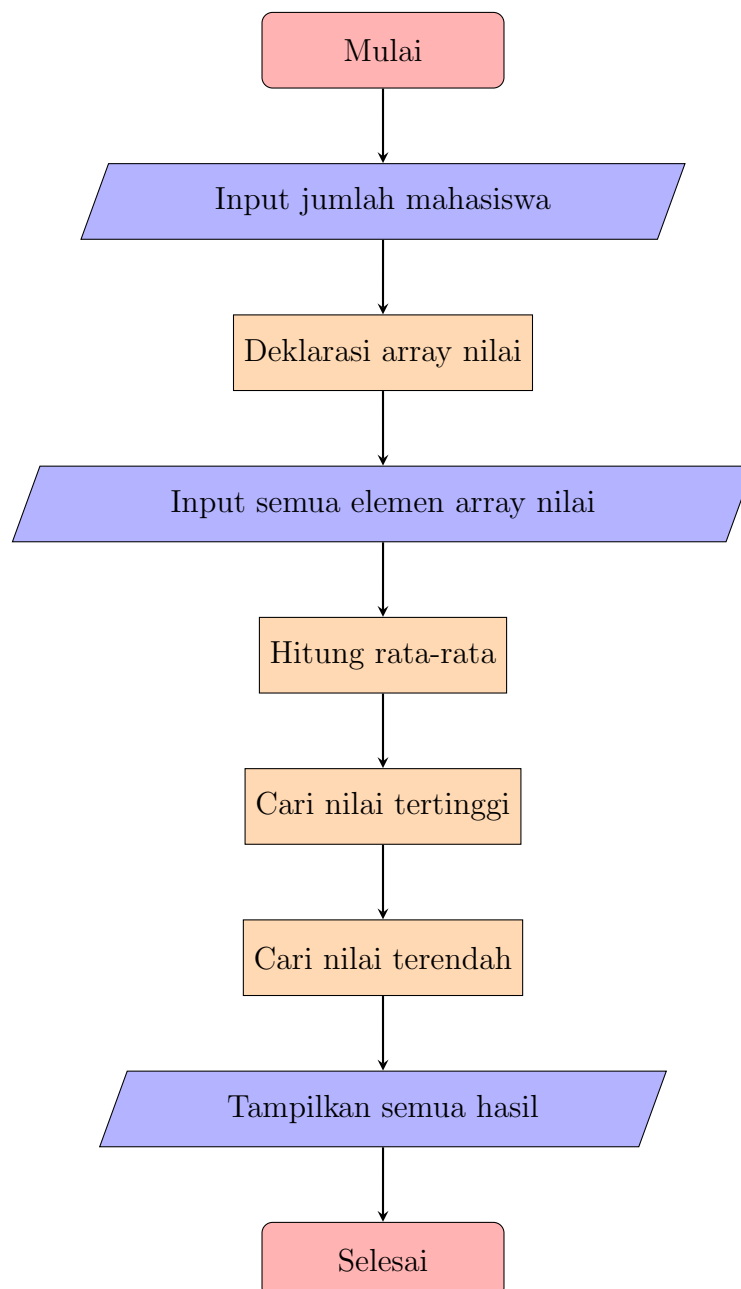 Mulai
Input jumlah mahasiswa
Deklarasi array nilai
Input semua elemen array nilai
Hitung rata-rata
Cari nilai tertinggi
Cari nilai terendah
Tampilkan semua hasil
Selesai